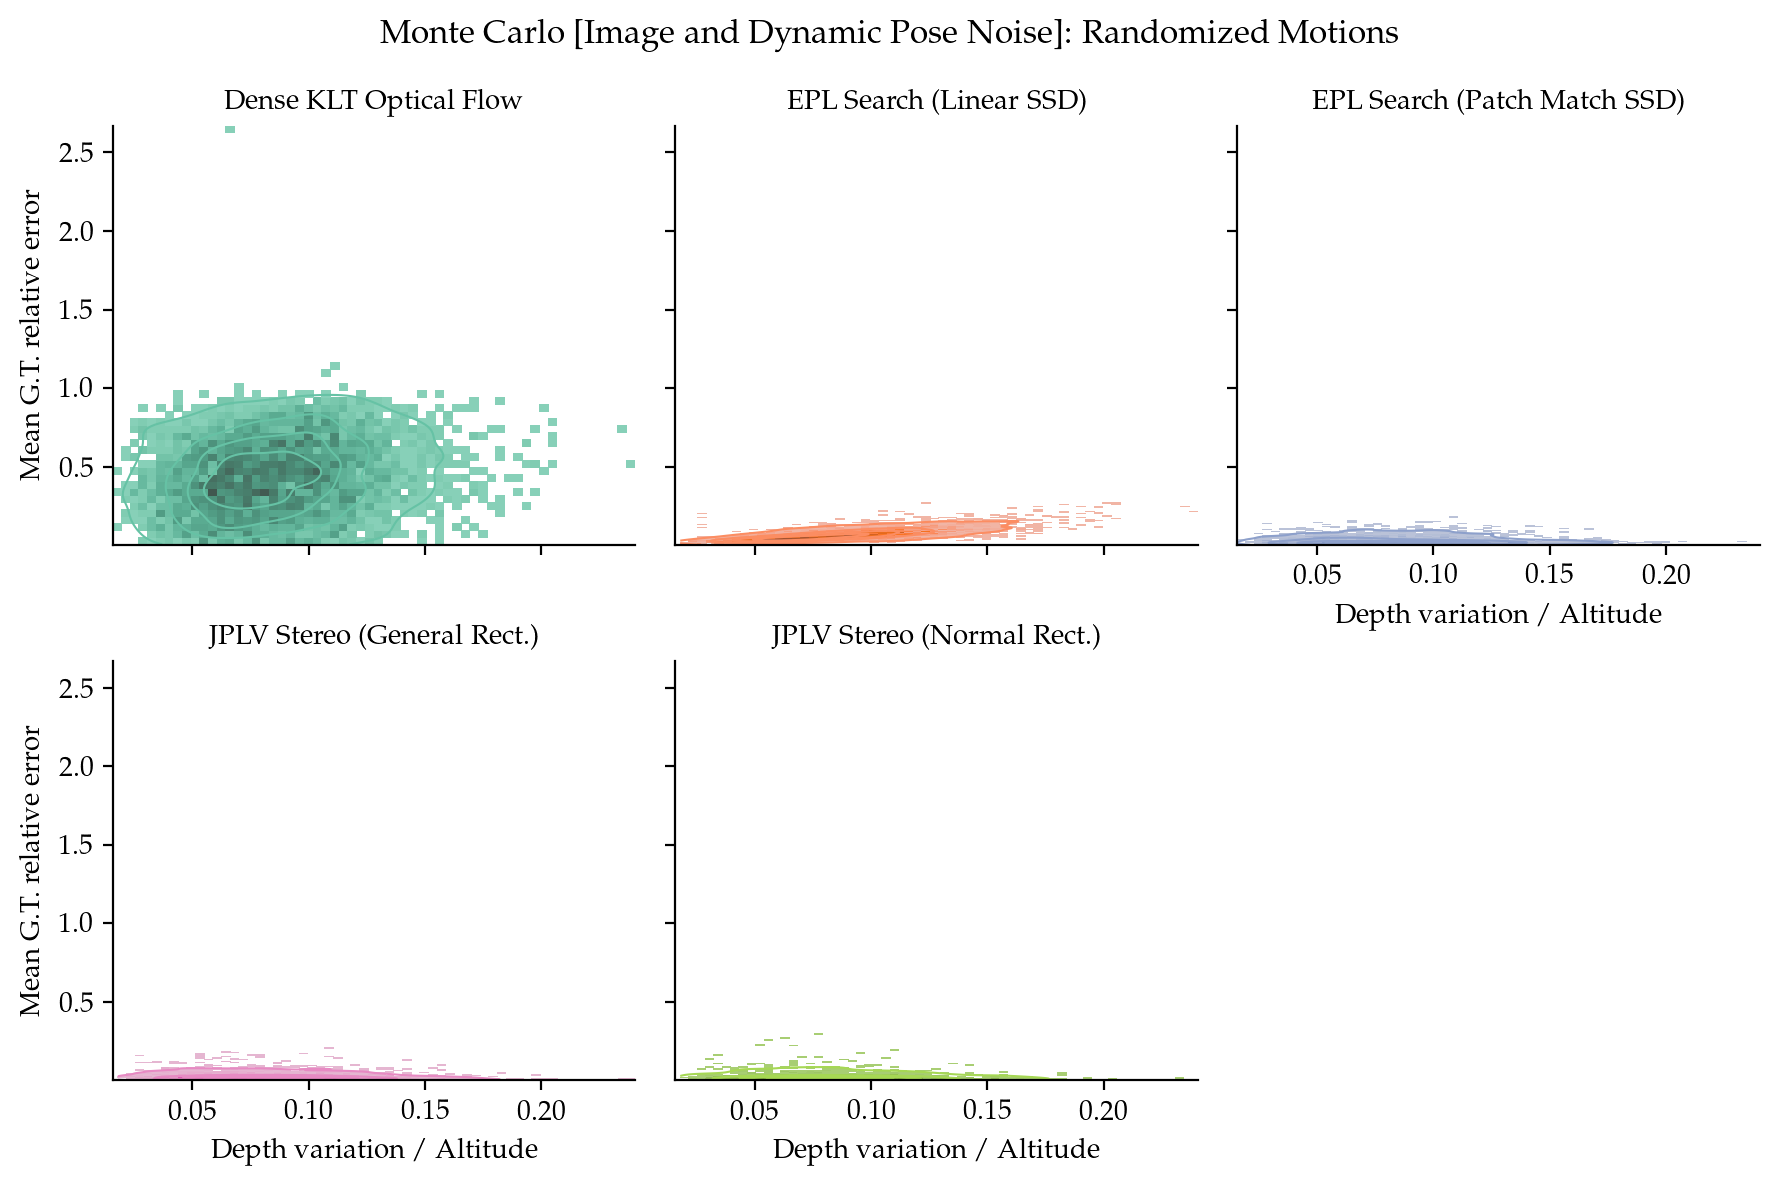 Monte Carlo [Image and Dynamic Pose Noise]: Randomized Motions
Dense KLT Optical Flow
EPL Search (Linear SSD)
EPL Search (Patch Match SSD)
Mean G.T. relative error
2.5
2.0
1.5
1.0
0.5
0.05 0.10 0.15 0.20
Depth variation / Altitude
JPLV Stereo (General Rect.)
JPLV Stereo (Normal Rect.)
Mean G.T. relative error
2.5
2.0
1.5
1.0
0.5
0.05 0.10 0.15 0.20
Depth variation / Altitude
0.05 0.10 0.15 0.20
Depth variation / Altitude